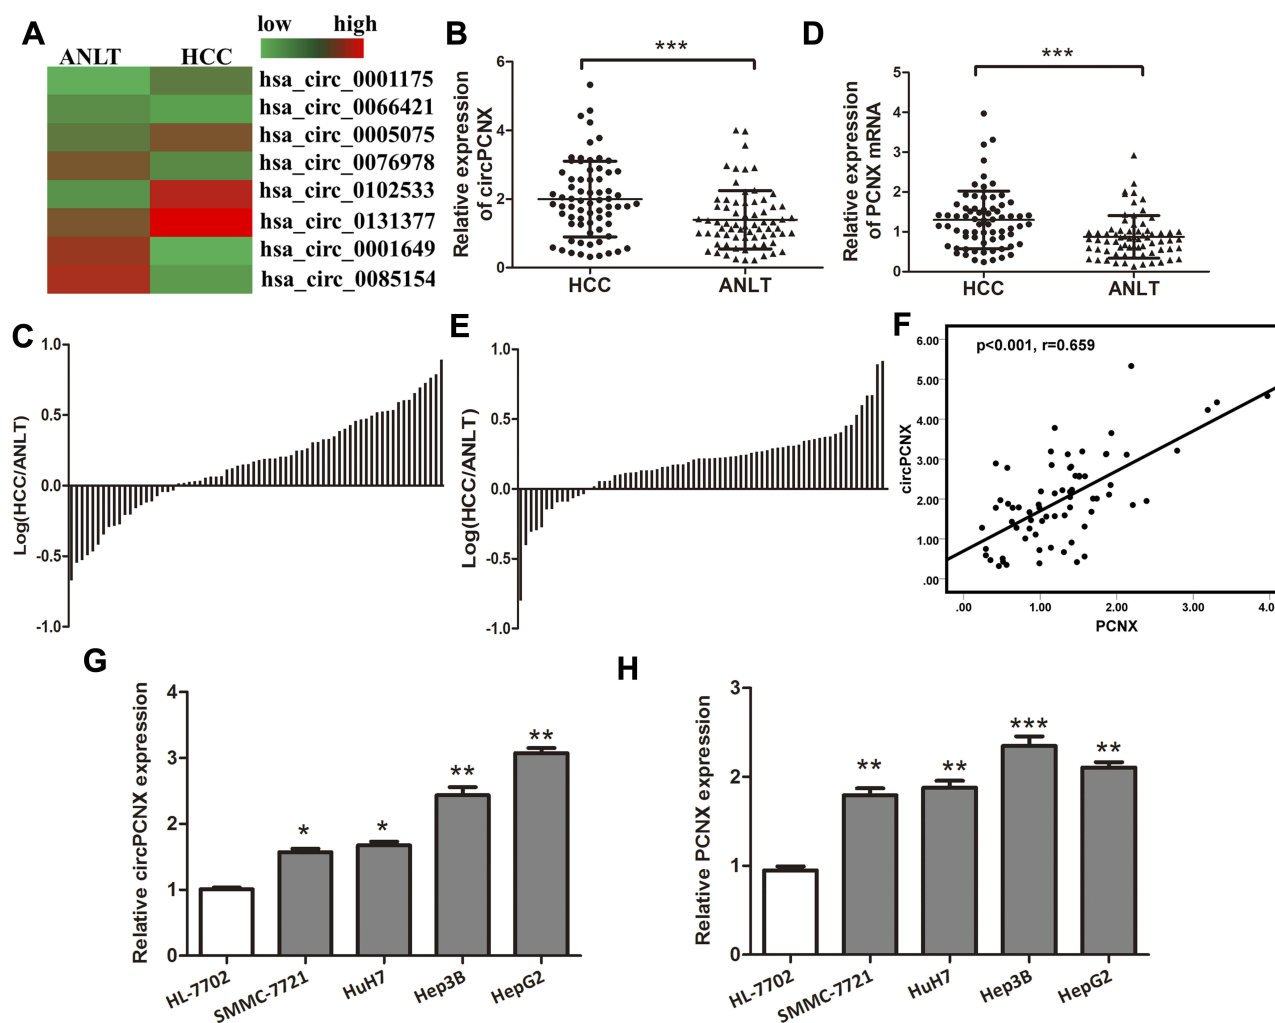 A
low high
ANLT HCC
hsa_circ_0001175
hsa_circ_0066421
hsa_circ_0005075
hsa_circ_0076978
hsa_circ_0102533
hsa_circ_0131377
hsa_circ_0001649
hsa_circ_0085154
B
Relative expression
of circPCNX
6
4
2
0
***
HCC ANLT
D
Relative expression
of PCNX mRNA
5
4
3
2
1
0
***
HCC ANLT
C
Log(HCC/ANLT)
1.0
0.5
0.0
-0.5
-1.0
E
Log(HCC/ANLT)
1.0
0.5
0.0
-0.5
-1.0
F
p<0.001, r=0.659
circPCNX
6.00
5.00
4.00
3.00
2.00
1.00
.00
.00 1.00 2.00 3.00 4.0
PCNX
G
Relative circPCNX expression
4
3
2
1
0
* * ** **
HL-7702 SMMC-7721 HuH7 Hep3B HepG2
H
Relative PCNX expression
3
2
1
0
** ** *** **
HL-7702 SMMC-7721 HuH7 Hep3B HepG2